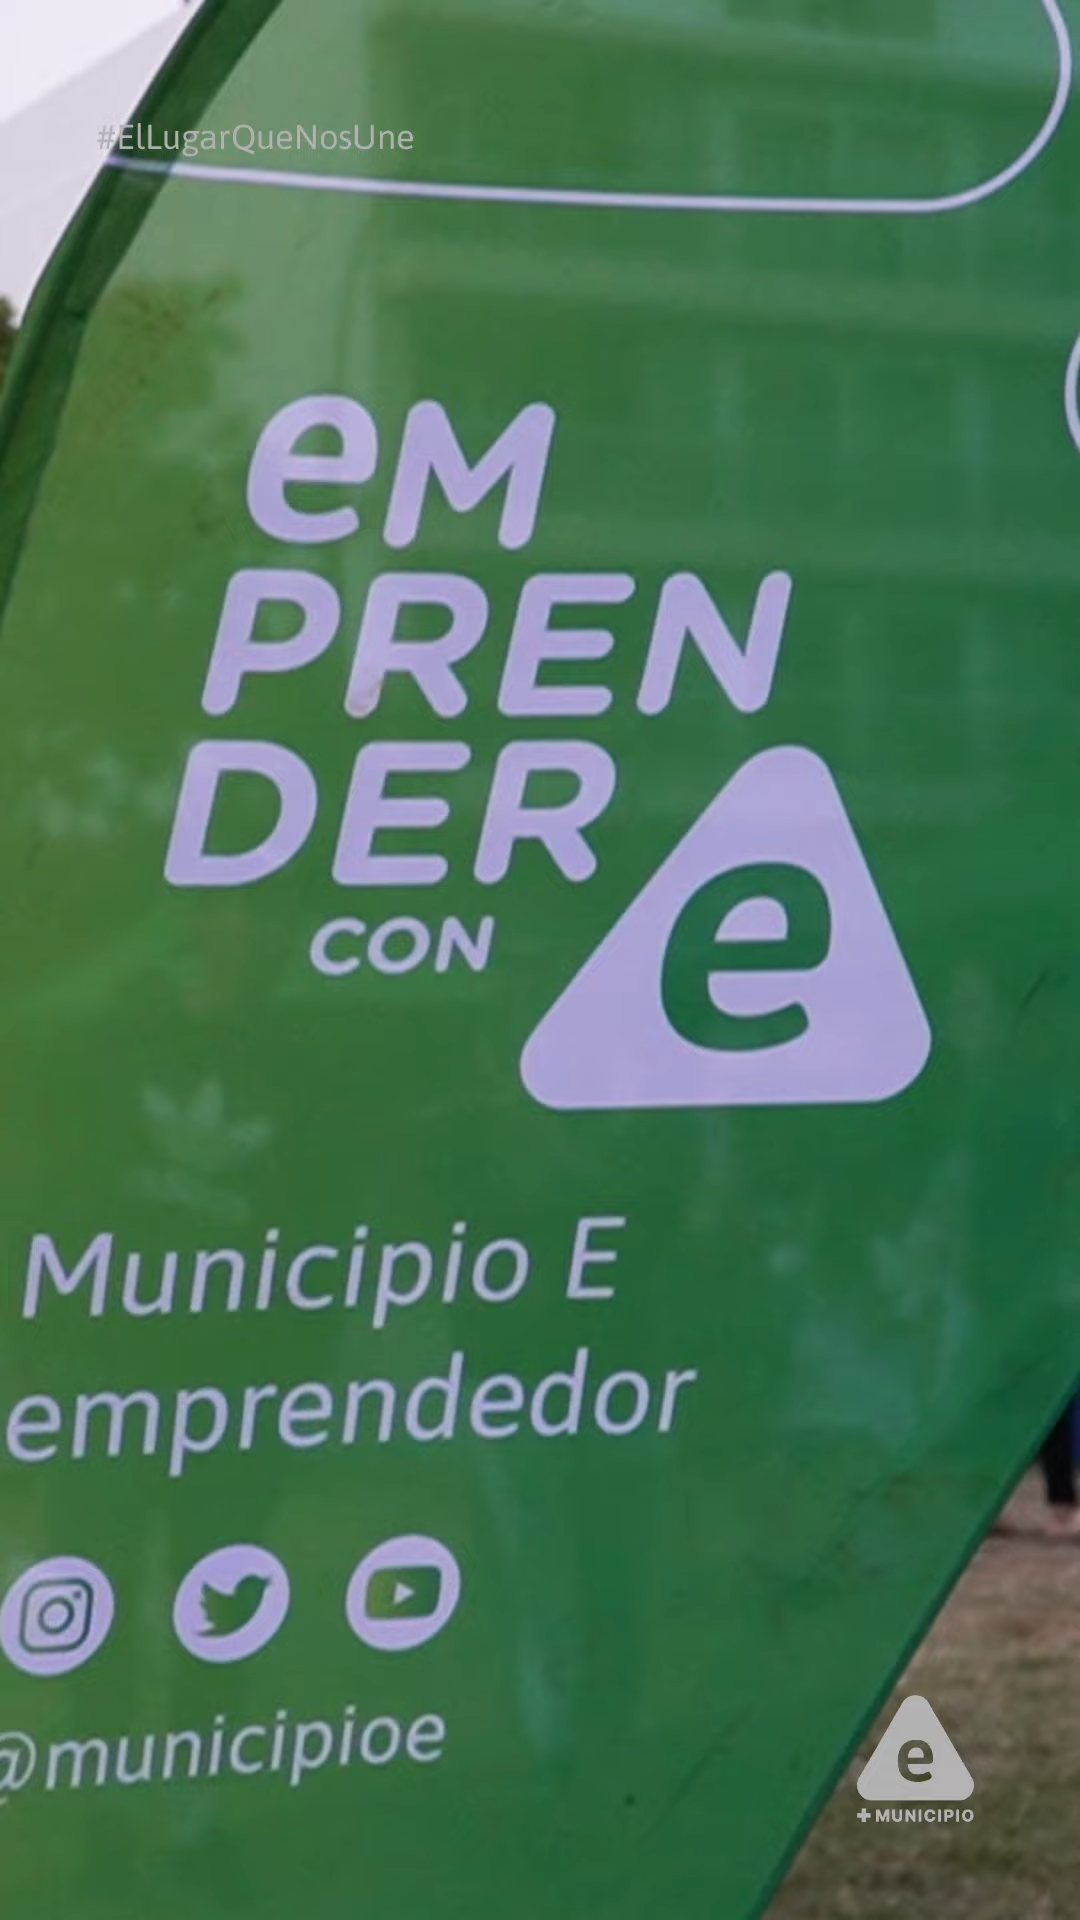 #ElLugarQueNosUne
eM
PREN
DER
CON
e
Municipio E
emprendedor
@municipioe
e
+MUNICIPIO